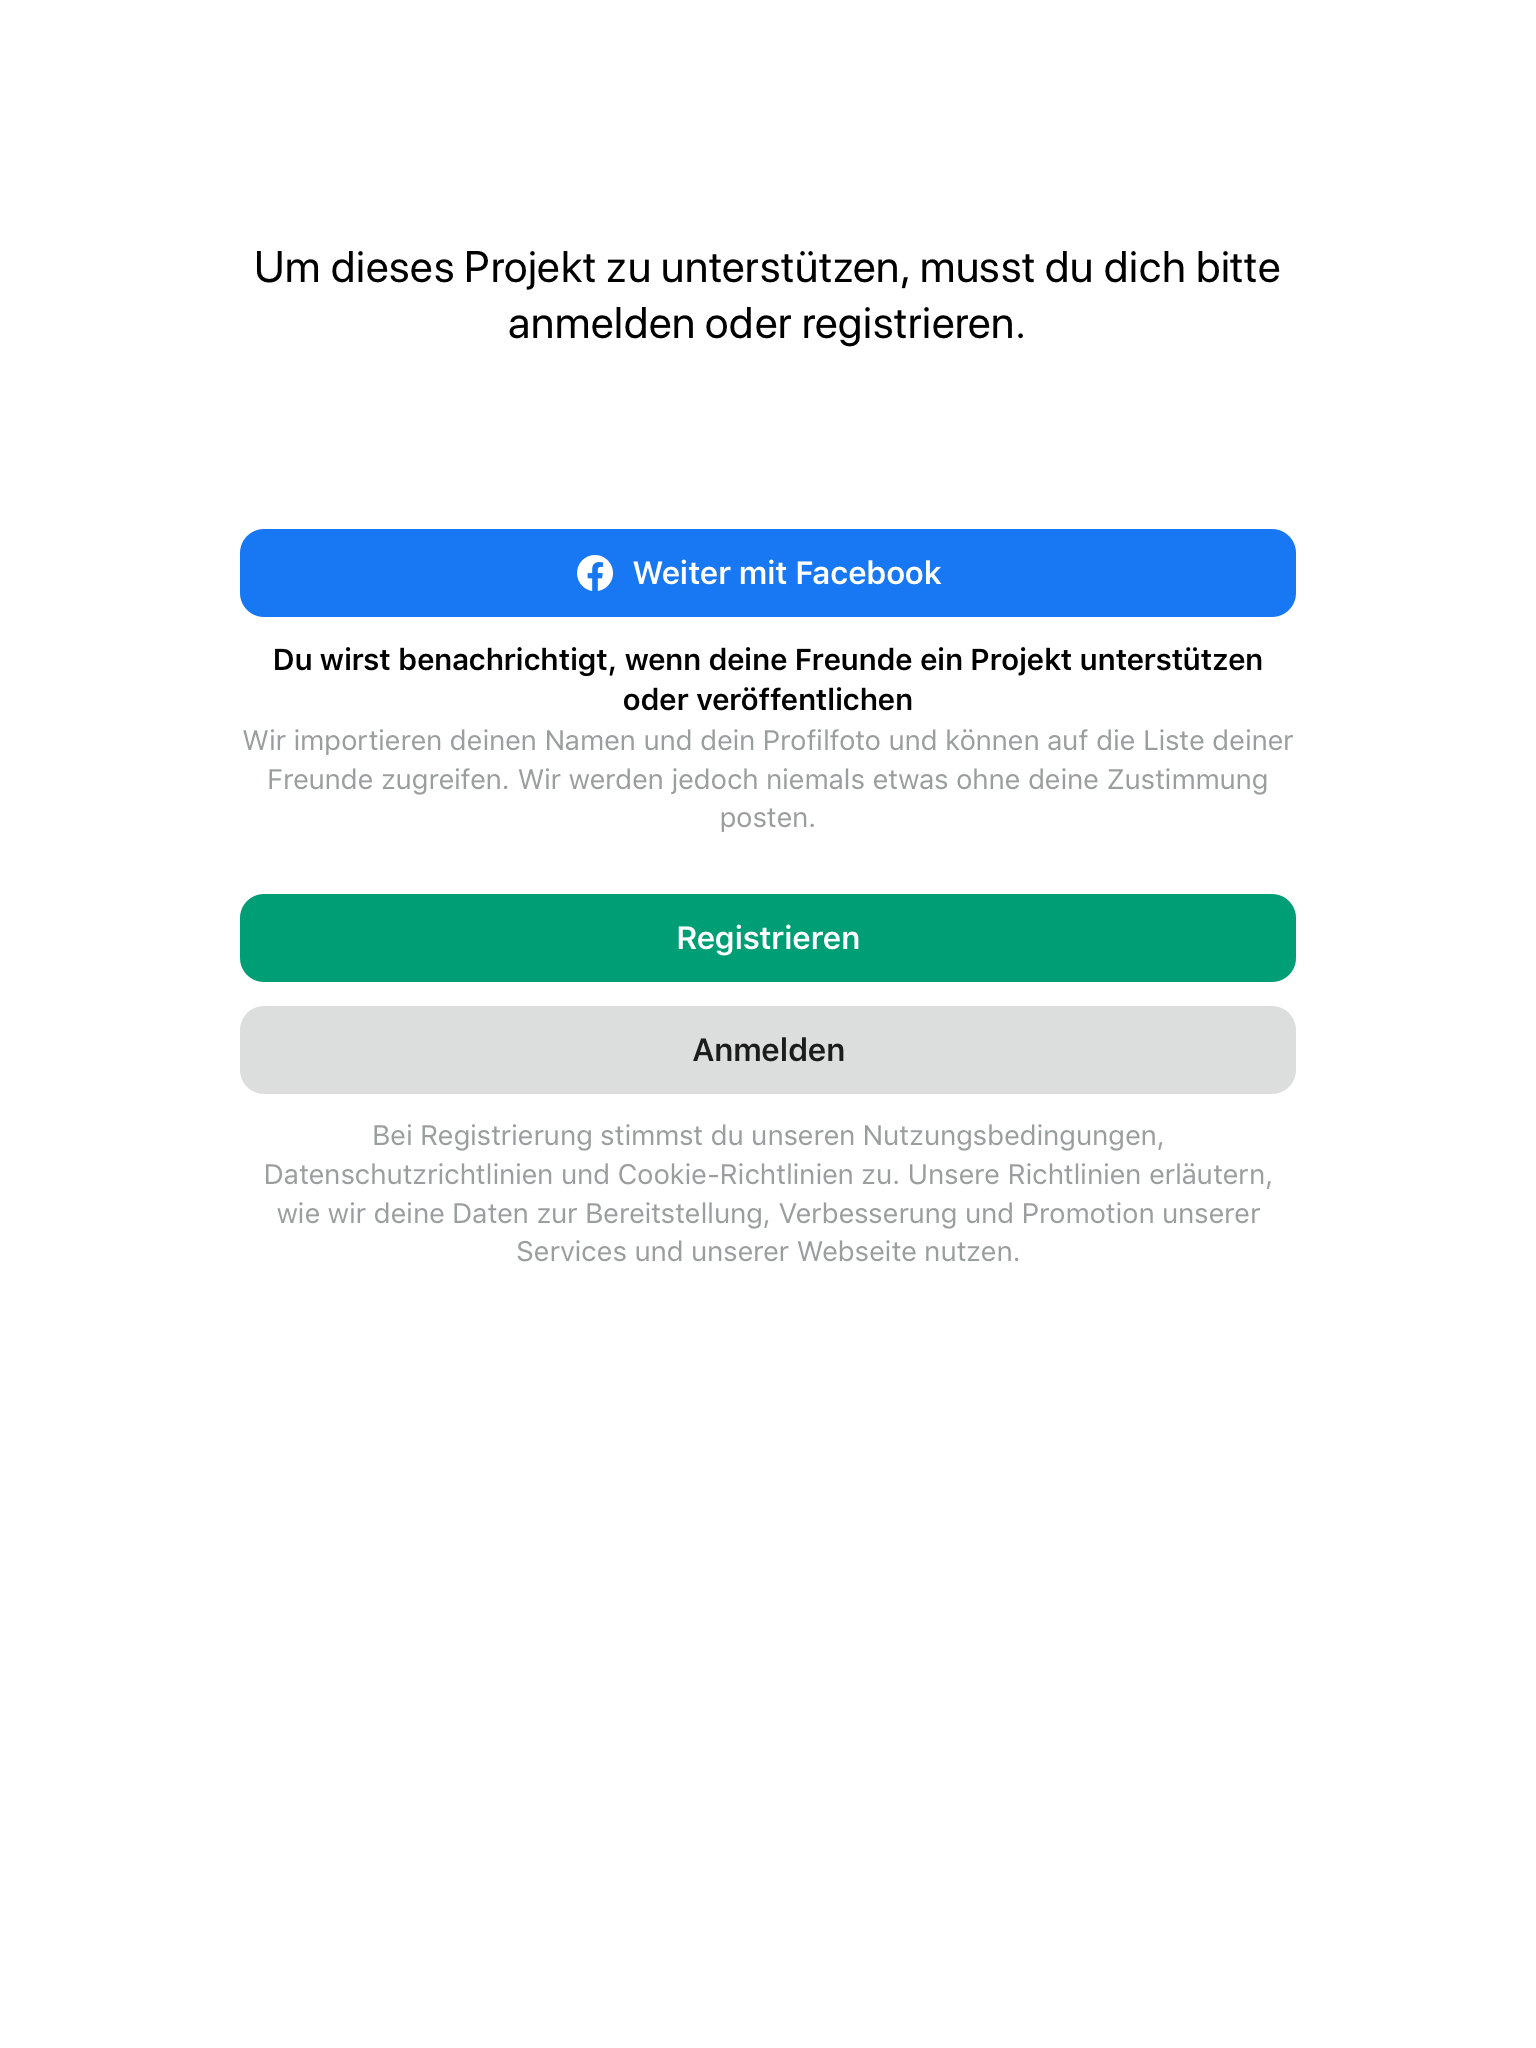 Um dieses Projekt zu unterstützen, musst du dich bitte
anmelden oder registrieren.
Weiter mit Facebook
Du wirst benachrichtigt, wenn deine Freunde ein Projekt unterstützen
oder veröffentlichen
Wir importieren deinen Namen und dein Profilfoto und können auf die Liste deiner
Freunde zugreifen. Wir werden jedoch niemals etwas ohne deine Zustimmung
posten.
Registrieren
Anmelden
Bei Registrierung stimmst du unseren Nutzungsbedingungen,
Datenschutzrichtlinien und Cookie-Richtlinien zu. Unsere Richtlinien erläutern,
wie wir deine Daten zur Bereitstellung, Verbesserung und Promotion unserer
Services und unserer Webseite nutzen.